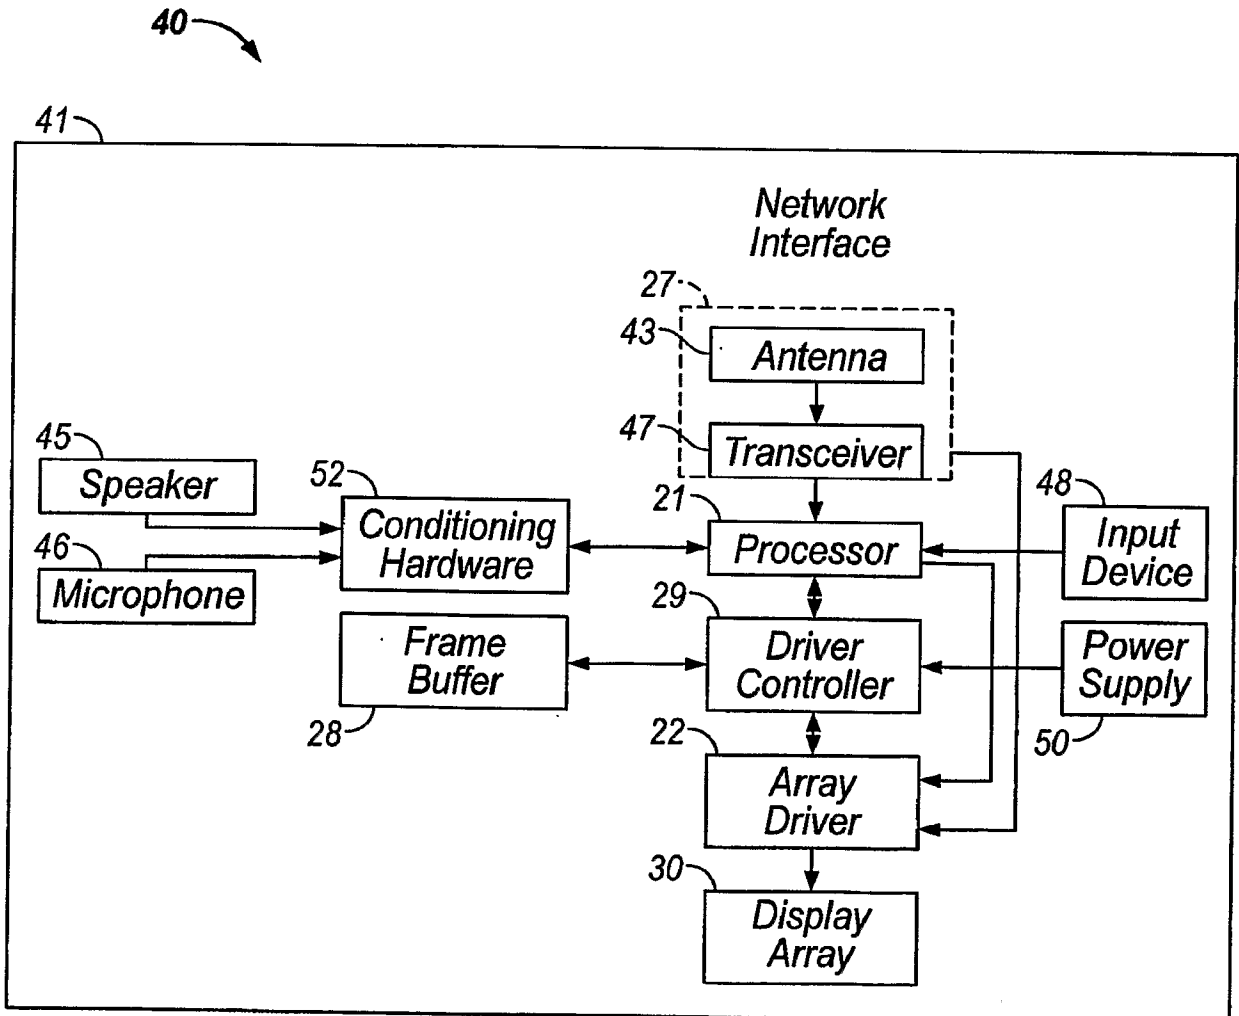 40
41
Network
Interface
27
43
Antenna
47
Transceiver
45
Speaker
52
Conditioning
Hardware
21
Processor
48
Input
Device
46
Microphone
29
Driver
Controller
Frame
Buffer
28
Power
Supply
50
22
Array
Driver
30
Display
Array